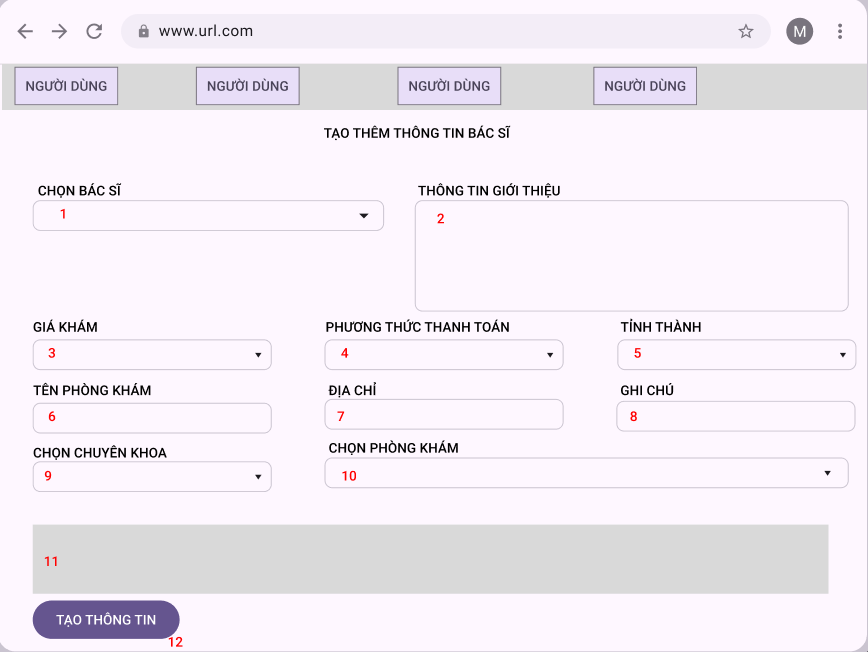 www.url.com
M
NGƯỜI DÙNG NGƯỜI DÙNG NGƯỜI DÙNG NGƯỜI DÙNG
TẠO THÊM THÔNG TIN BÁC SĨ
CHỌN BÁC SĨ
1
THÔNG TIN GIỚI THIỆU
2
GIÁ KHÁM
3
PHƯƠNG THỨC THANH TOÁN
4
TỈNH THÀNH
5
TÊN PHÒNG KHÁM
6
ĐỊA CHỈ
7
GHI CHÚ
8
CHỌN CHUYÊN KHOA
9
CHỌN PHÒNG KHÁM
10
11
TẠO THÔNG TIN
12